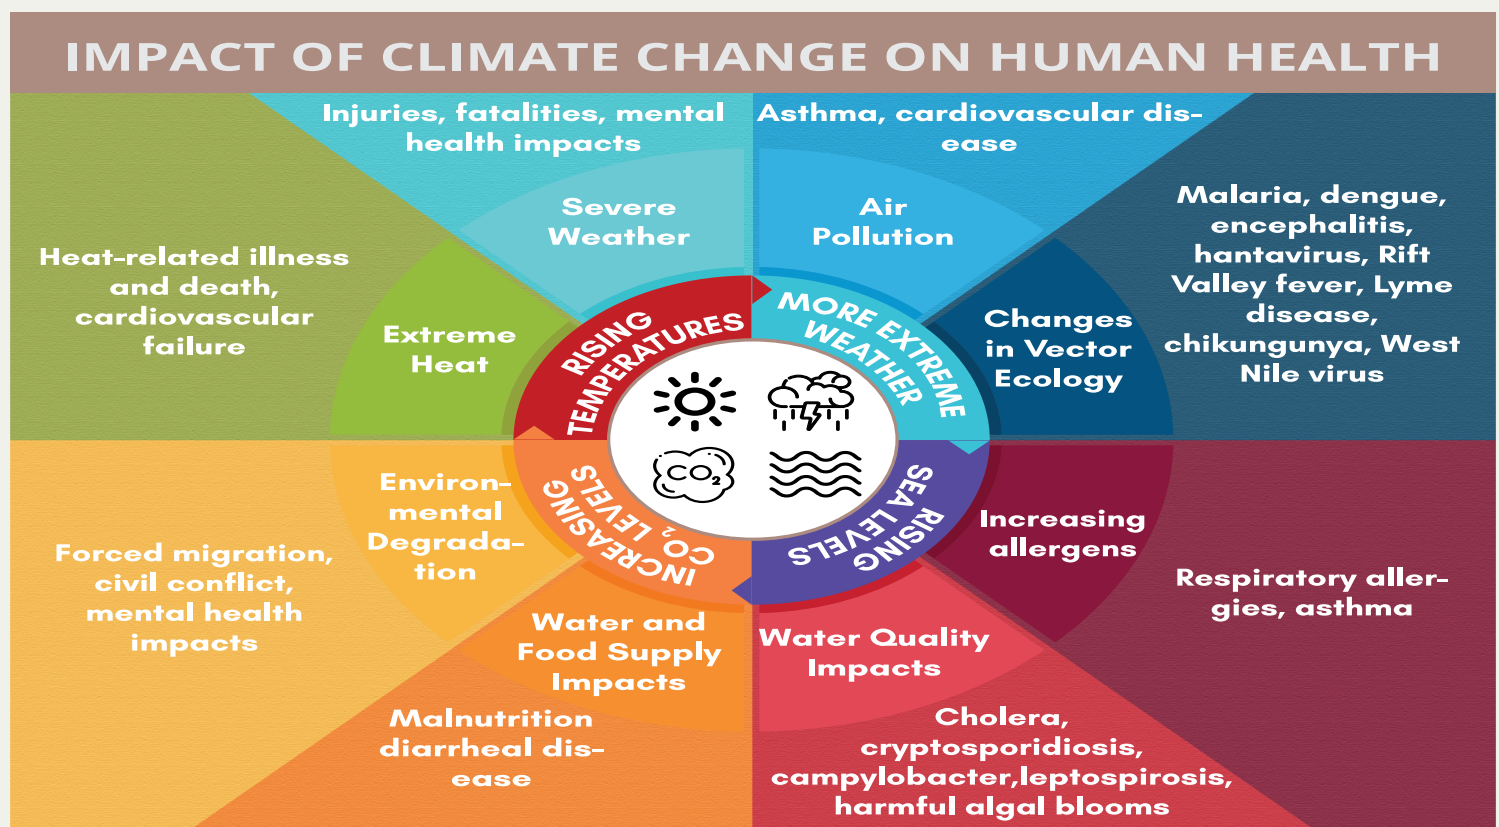 IMPACT OF CLIMATE CHANGE ON HUMAN HEALTH
Injuries, fatalities, mental
health impacts
Asthma, cardiovascular dis-
ease
Severe
Weather
Air
Pollution
Malaria, dengue,
encephalitis,
hantavirus, Rift
Valley fever, Lyme
disease,
chikungunya, West
Nile virus
Heat-related illness
and death,
cardiovascular
failure
Extreme
Heat
Changes
in Vector
Ecology
RISING
TEMPERATURES
MORE EXTREME
WEATHER
CO2
INCREASING
CO2 LEVELS
RISING
SEA LEVELS
Environ-
mental
Degrada-
tion
Increasing
allergens
Forced migration,
civil conflict,
mental health
impacts
Respiratory aller-
gies, asthma
Water and
Food Supply
Impacts
Water Quality
Impacts
Malnutrition
diarrheal dis-
ease
Cholera,
cryptosporidiosis,
campylobacter,leptospirosis,
harmful algal blooms